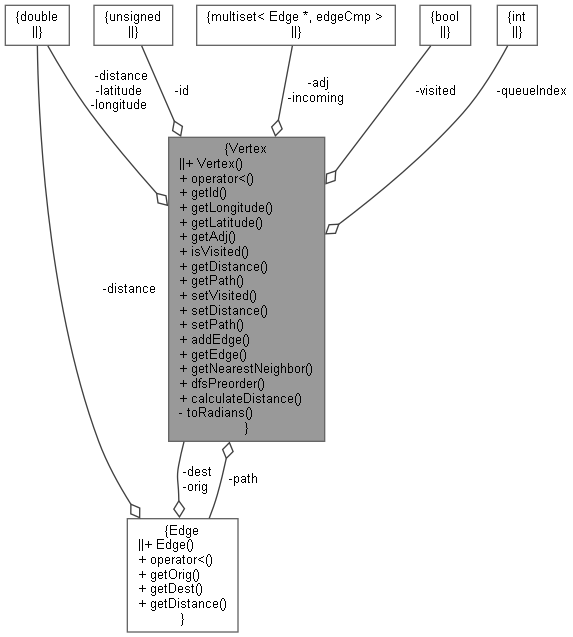 {double
||}
{unsigned
||}
{multiset< Edge *, edgeCmp >
||}
{bool
||}
{int
||}
-distance
-latitude
-longitude
-id
-adj
-incoming
-visited
-queueIndex
{Vertex
||+ Vertex()
+ operator<()
+ getId()
+ getLongitude()
+ getLatitude()
+ getAdj()
+ isVisited()
+ getDistance()
+ getPath()
+ setVisited()
+ setDistance()
+ setPath()
+ addEdge()
+ getEdge()
+ getNearestNeighbor()
+ dfsPreorder()
+ calculateDistance()
- toRadians()
}
-distance
-dest
-orig
-path
{Edge
||+ Edge()
+ operator<()
+ getOrig()
+ getDest()
+ getDistance()
}